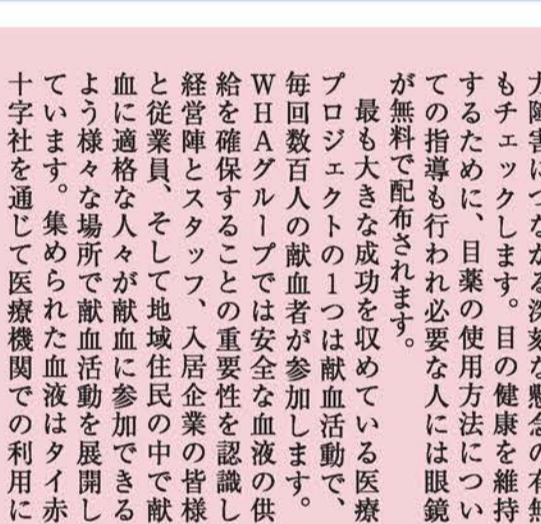 力障害につながる深刻な懸念の有無
もチェックします。目の健康を維持
するために、目薬の使用方法につい
ての指導も行われ必要な人には眼鏡
が無料で配布されます。
最も大きな成功を収めている医療
プロジェクトの1つは献血活動で、
毎回数百人の献血者が参加します。
WHAグループでは安全な血液の供
給を確保することの重要性を認識し
経営陣とスタッフ、入居企業の皆様
と従業員、そして地域住民の中で献
血に適格な人々が献血に参加できる
よう様々な場所で献血活動を展開し
ています。集められた血液はタイ赤
十字社を通じて医療機関での利用に